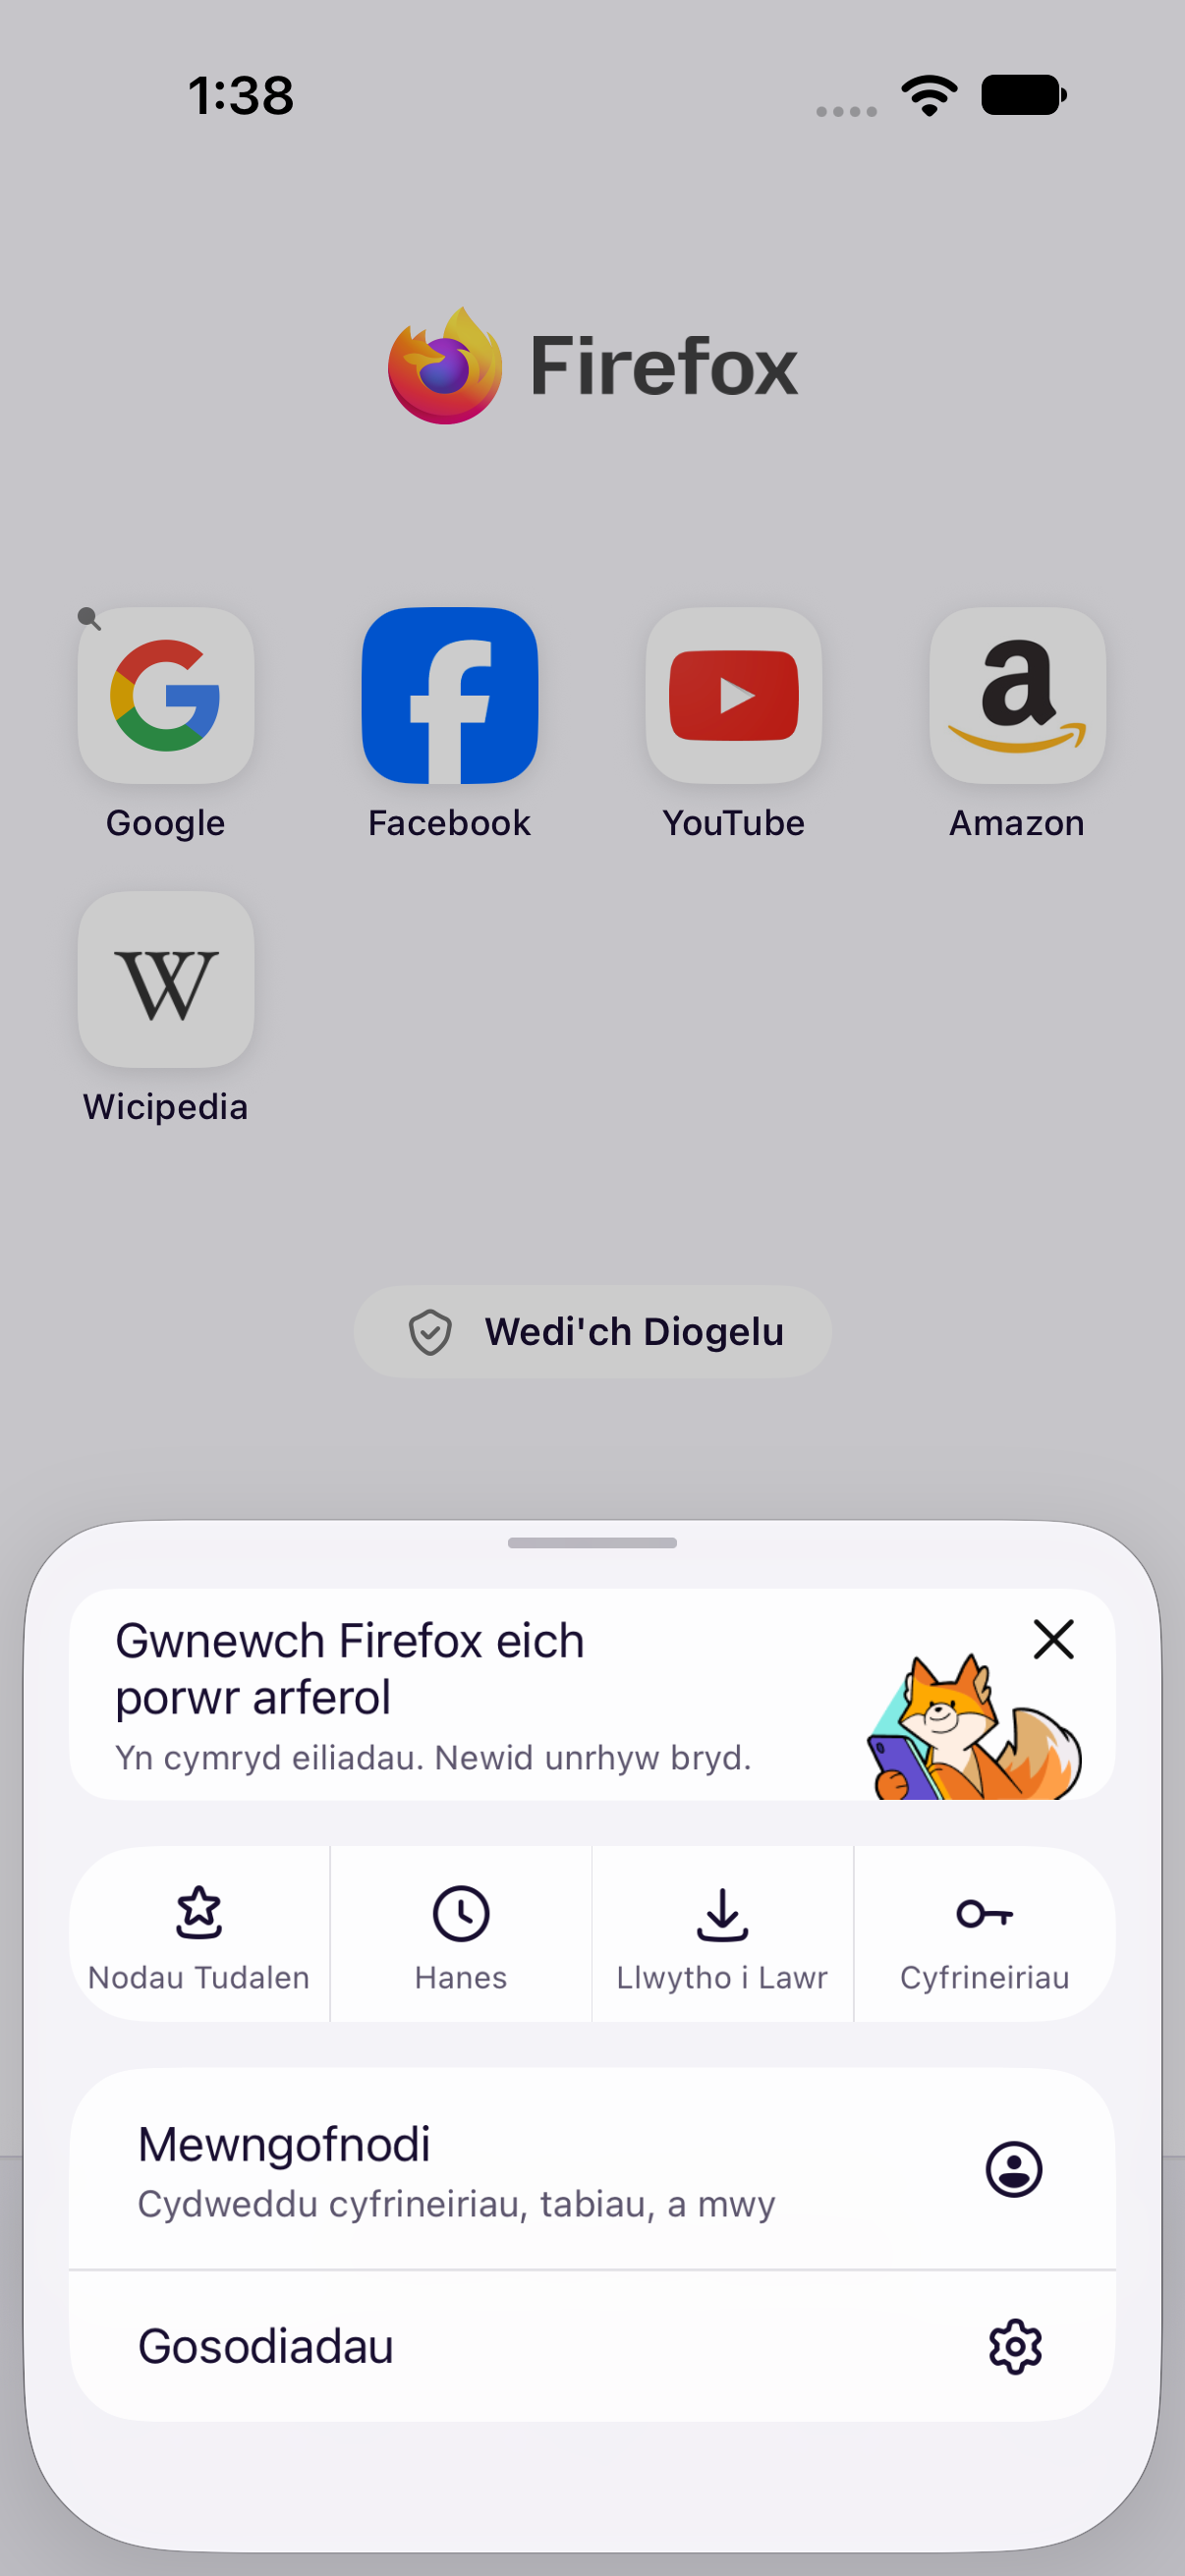 1:38
Firefox
Google
Facebook
YouTube
Amazon
Wicipedia
Wedi'ch Diogelu
Gwnewch Firefox eich
porwr arferol
Yn cymryd eiliadau. Newid unrhyw bryd.
Nodau Tudalen
Hanes
Llwytho i Lawr
Cyfrineiriau
Mewngofnodi
Cydweddu cyfrineiriau, tabiau, a mwy
Gosodiadau